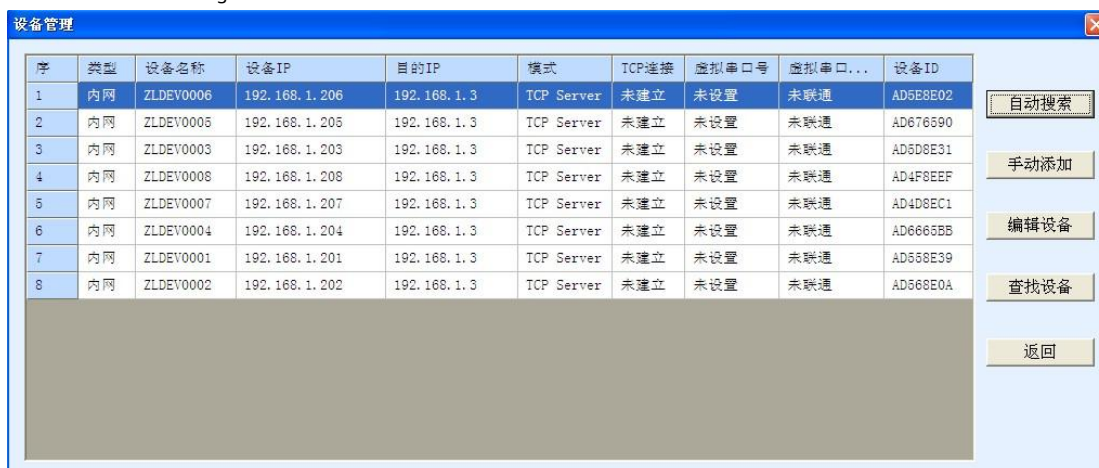 设备管理
序 类型 设备名称 设备IP 目的IP 模式 TCP连接 虚拟串口号 虚拟串口... 设备ID
1 内网 ZLDEV0006 192.168.1.206 192.168.1.3 TCP Server 未建立 未设置 未联通 AD5E8E02
2 内网 ZLDEV0005 192.168.1.205 192.168.1.3 TCP Server 未建立 未设置 未联通 AD676590
3 内网 ZLDEV0003 192.168.1.203 192.168.1.3 TCP Server 未建立 未设置 未联通 AD5D8E31
4 内网 ZLDEV0008 192.168.1.208 192.168.1.3 TCP Server 未建立 未设置 未联通 AD4F8EEF
5 内网 ZLDEV0007 192.168.1.207 192.168.1.3 TCP Server 未建立 未设置 未联通 AD4D8EC1
6 内网 ZLDEV0004 192.168.1.204 192.168.1.3 TCP Server 未建立 未设置 未联通 AD6665BB
7 内网 ZLDEV0001 192.168.1.201 192.168.1.3 TCP Server 未建立 未设置 未联通 AD558E39
8 内网 ZLDEV0002 192.168.1.202 192.168.1.3 TCP Server 未建立 未设置 未联通 AD568E0A
自动搜索
手动添加
编辑设备
查找设备
返回